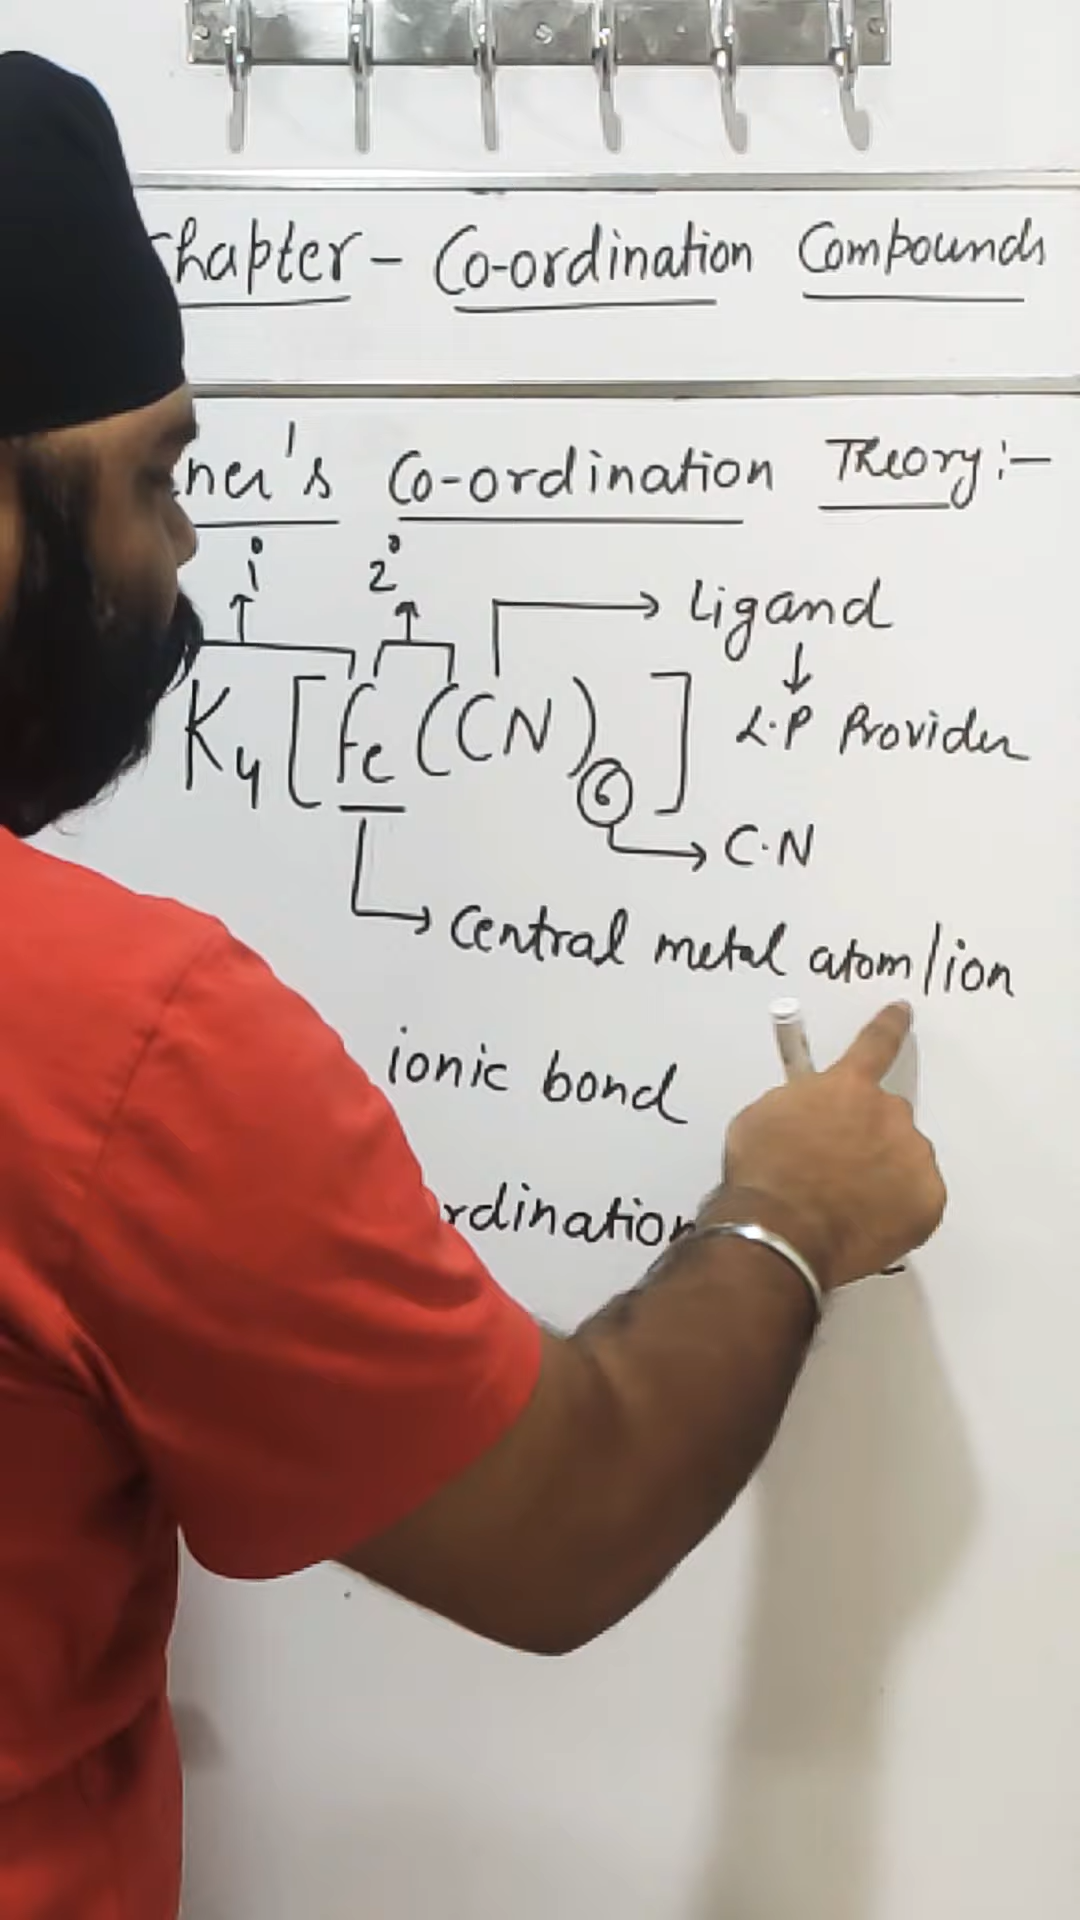 hapter - Co-ordination Compounds
ner's Co-ordination Theory :-
1° 2°
Ligand
K4 [Fe(CN)6] L.P Provider
C.N
Central metal atom/ion
ionic bond
rdination